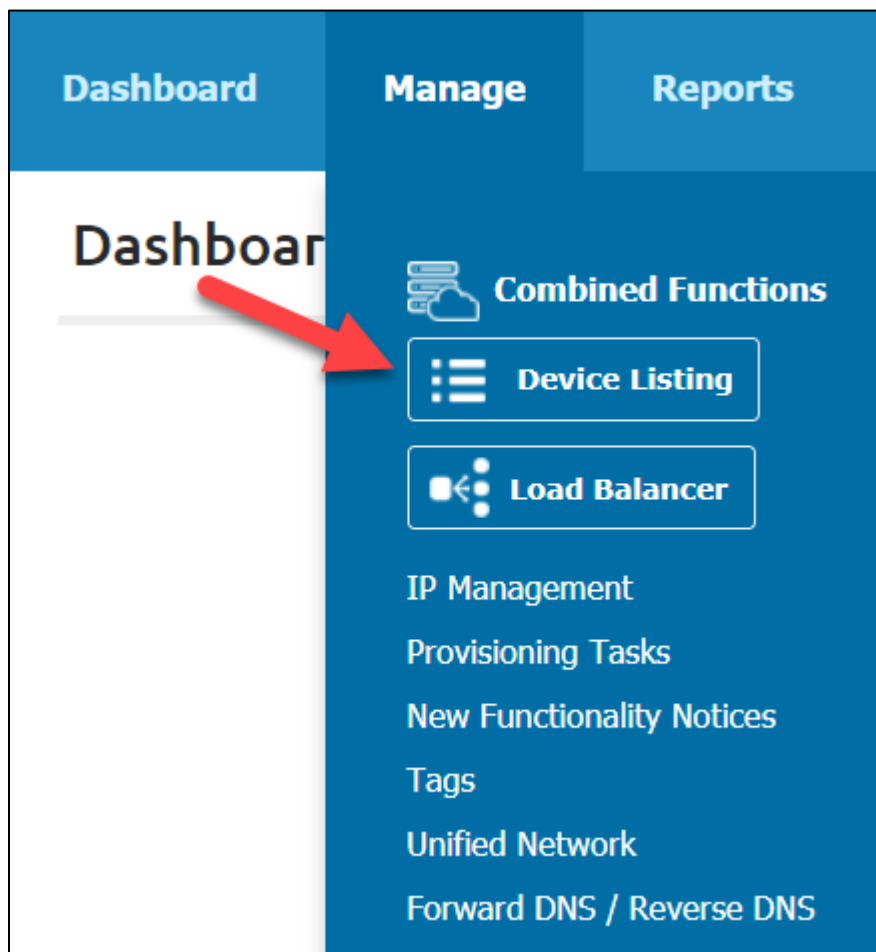 Dashboard Manage Reports
Dashboar
Combined Functions
Device Listing
Load Balancer
IP Management
Provisioning Tasks
New Functionality Notices
Tags
Unified Network
Forward DNS / Reverse DNS